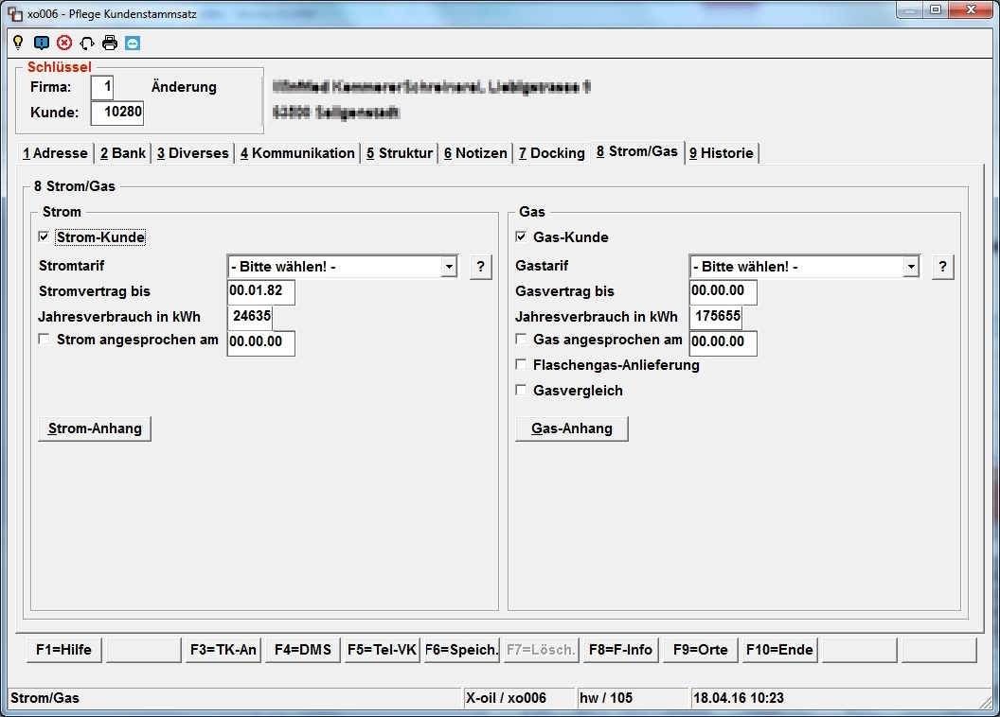 xo006 - Pflege Kundenstammsatz
Schlüssel
Firma: 1 Änderung
Kunde: 10280
1 Adresse 2 Bank 3 Diverses 4 Kommunikation 5 Struktur 6 Notizen 7 Docking 8 Strom/Gas 9 Historie
8 Strom/Gas
Strom
Strom-Kunde
Stromtarif - Bitte wählen! - ?
Stromvertrag bis 00.01.82
Jahresverbrauch in kWh 24635
Strom angesprochen am 00.00.00
Strom-Anhang
Gas
Gas-Kunde
Gastarif - Bitte wählen! - ?
Gasvertrag bis 00.00.00
Jahresverbrauch in kWh 175655
Gas angesprochen am 00.00.00
Flaschengas-Anlieferung
Gasvergleich
Gas-Anhang
F1=Hilfe F3=TK-An F4=DMS F5=Tel-VK F6=Speich. F7=Lösch. F8=F-Info F9=Orte F10=Ende
Strom/Gas X-oil / xo006 hw / 105 18.04.16 10:23